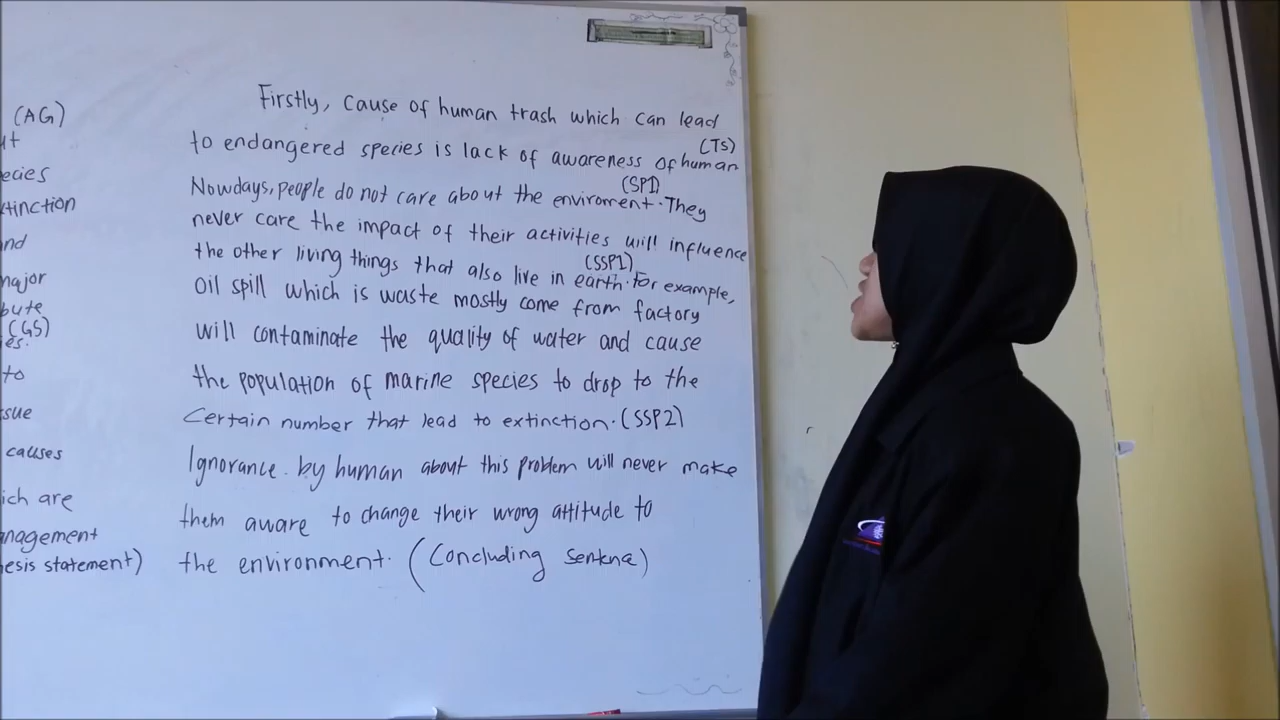 (AG)
ut
ecies
xtinction
nd
major
bute
(GS)
ies.
to
sue
causes
ich are
anagement
esis statement)
Firstly, cause of human trash which can lead
(TS)
to endangered species is lack of awareness of human
(SP1)
Nowdays, people do not care about the enviroment. They
never care the impact of their activities will influence
(SSP1)
the other living things that also live in earth. For example,
oil spill which is waste mostly come from factory
will contaminate the quality of water and cause
the population of marine species to drop to the
certain number that lead to extinction. (SSP2)
Ignorance by human about this problem will never make
them aware to change their wrong attitude to
the environment. (Concluding